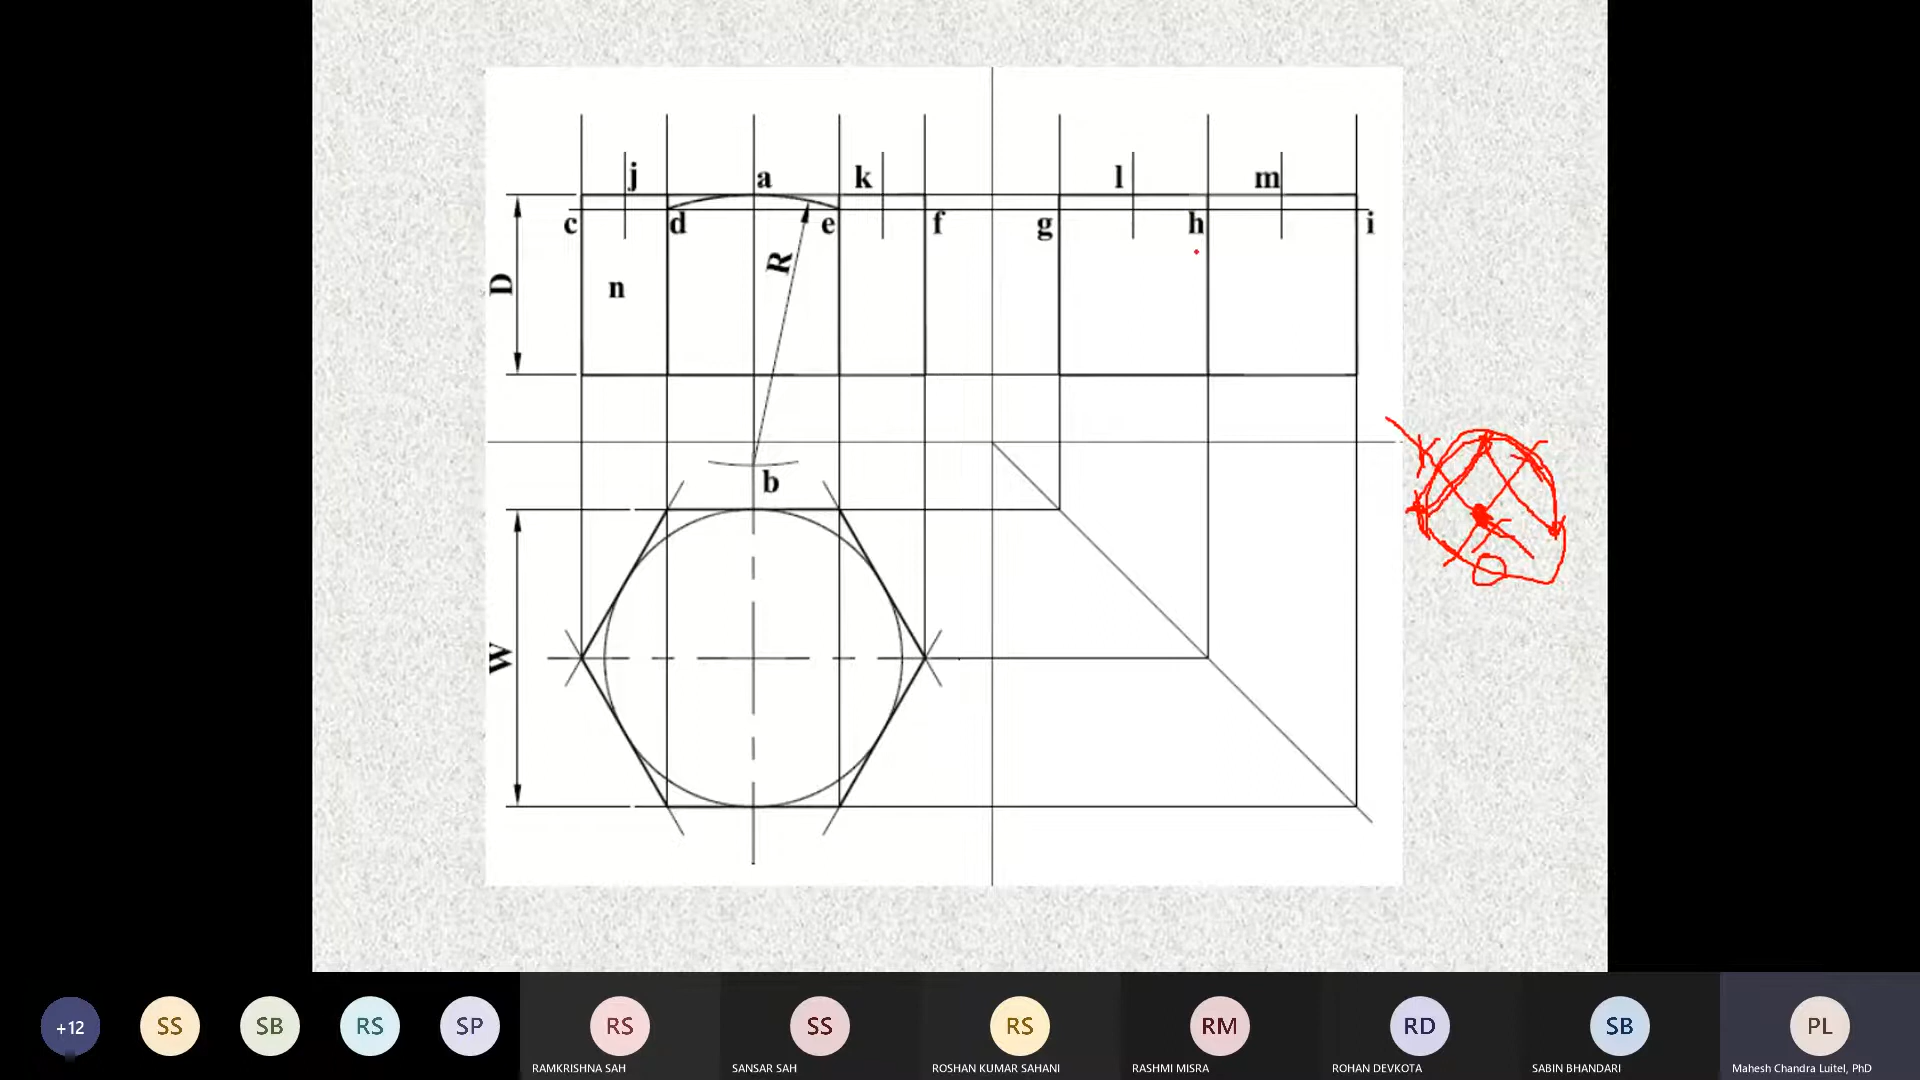 j a k l m
c d e f g h i
R
D n
b
W
+12 SS SB RS SP RS SS RS RM RD SB PL
RAMKRISHNA SAH SANSAR SAH ROSHAN KUMAR SAHANI RASHMI MISRA ROHAN DEVKOTA SABIN BHANDARI Mahesh Chandra Luitel, PhD